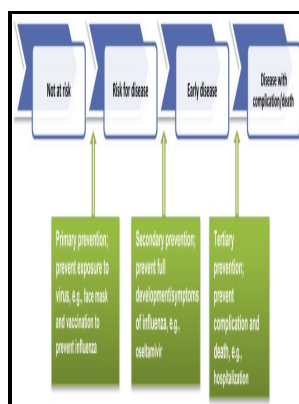 Not at risk
Risk for disease
Early disease
Disease with
complication/death
Primary prevention;
prevent exposure to
virus, e.g., face mask
and vaccination to
prevent influenza
Secondary prevention;
prevent full
development/symptoms
of influenza, e.g.,
oseltamivir
Tertiary
prevention;
prevent
complication and
death, e.g.,
hospitalization